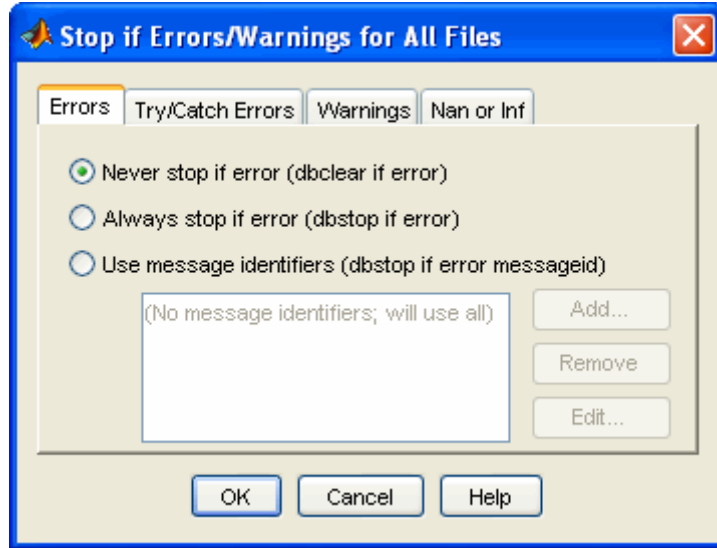 Stop if Errors/Warnings for All Files
Errors Try/Catch Errors Warnings Nan or Inf
Never stop if error (dbclear if error)
Always stop if error (dbstop if error)
Use message identifiers (dbstop if error messageid)
(No message identifiers; will use all) Add...
Remove
Edit...
OK Cancel Help